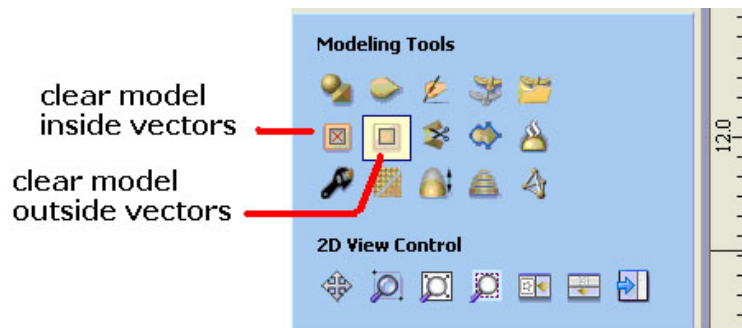 Modeling Tools
clear model
inside vectors
clear model
outside vectors
2D View Control
12.0